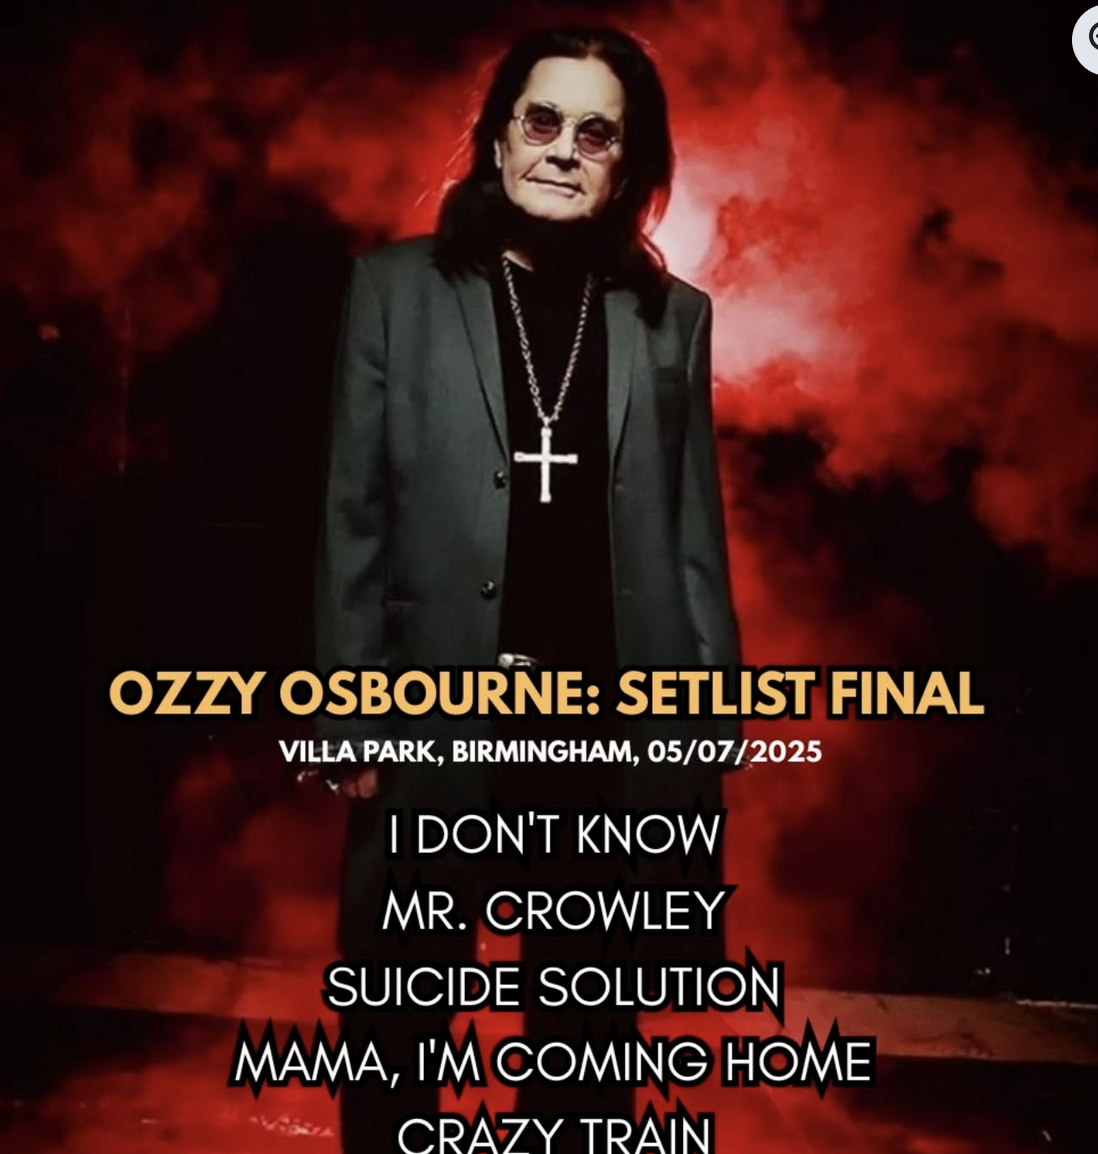 OZZY OSBOURNE: SETLIST FINAL
VILLA PARK, BIRMINGHAM, 05/07/2025
I DON'T KNOW
MR. CROWLEY
SUICIDE SOLUTION
MAMA, I'M COMING HOME
CRAZY TRAIN